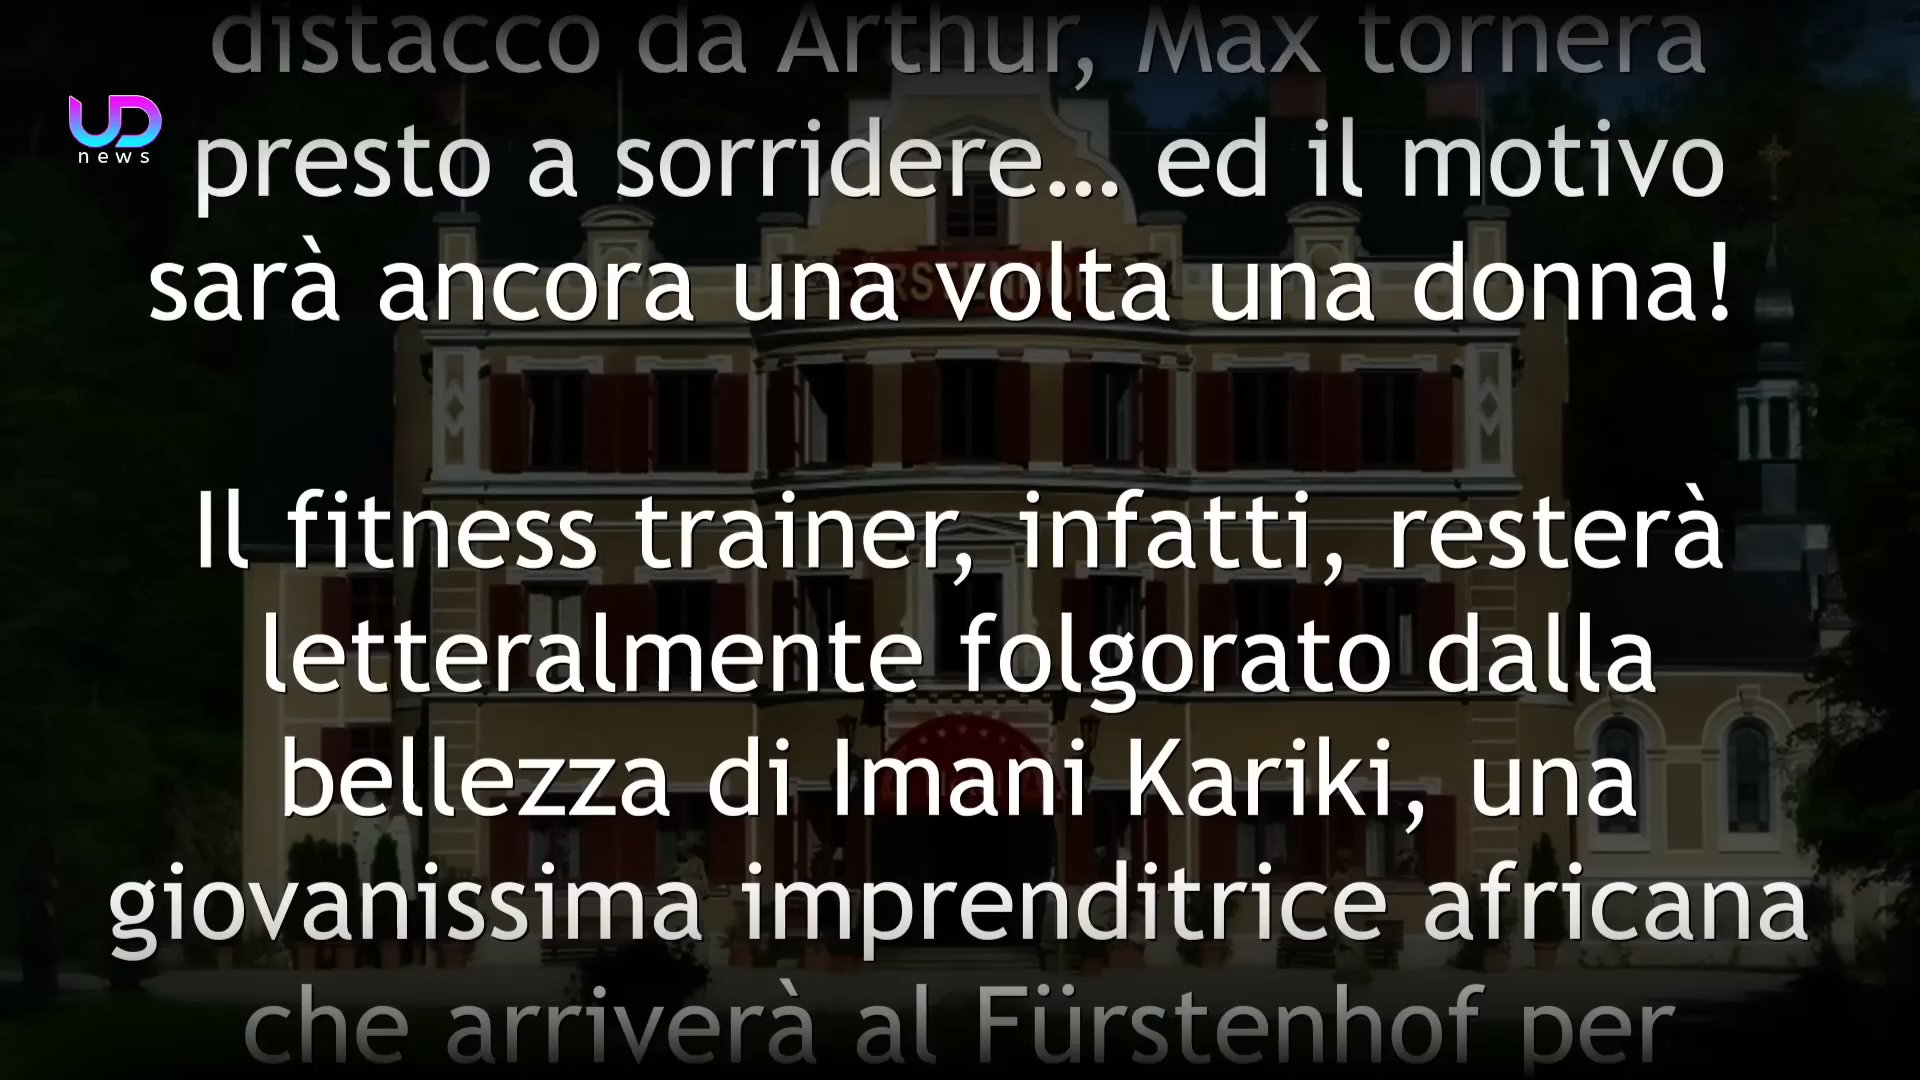 distacco da Arthur, Max tornerà
UD
news
presto a sorridere... ed il motivo
sarà ancora una volta una donna!
FÜRSTENHOF
Il fitness trainer, infatti, resterà
letteralmente folgorato dalla
bellezza di Imani Kariki, una
giovanissima imprenditrice africana
che arriverà al Fürstenhof per